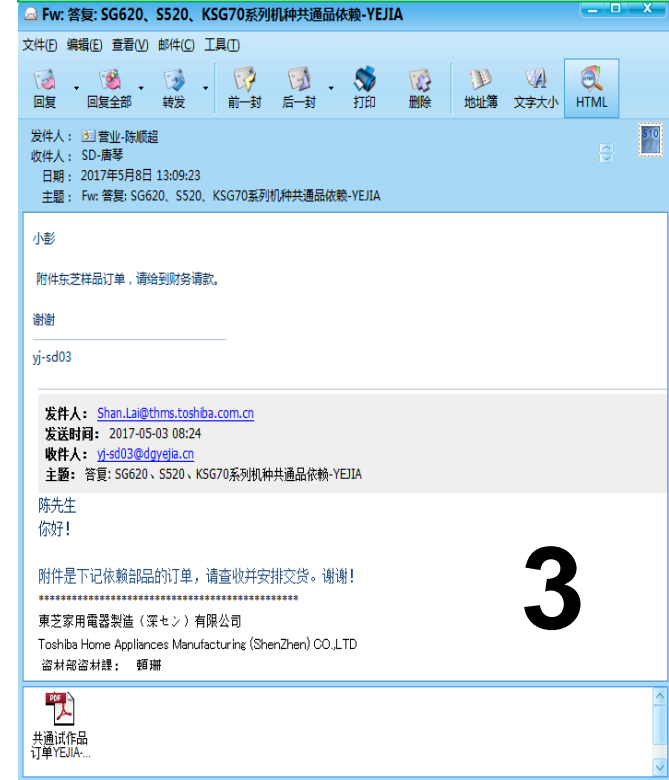 Fw: 答复: SG620、S520、KSG70系列机种共通品依赖-YEJIA
文件(F) 编辑(E) 查看(V) 邮件(C) 工具(T)
回复 回复全部 转发 前一封 后一封 打印 删除 地址簿 文字大小 HTML
发件人： 营业-陈顺超
收件人： SD-唐琴
日期： 2017年5月8日 13:09:23
主题： Fw: 答复: SG620、S520、KSG70系列机种共通品依赖-YEJIA
S10
小彭
附件东芝样品订单，请给到财务请款。
谢谢
yj-sd03
发件人： Shan.Lai@thms.toshiba.com.cn
发送时间： 2017-05-03 08:24
收件人： yj-sd03@dgyejia.cn
主题： 答复: SG620、S520、KSG70系列机种共通品依赖-YEJIA
陈先生
你好！
附件是下记依赖部品的订单，请查收并安排交货。谢谢！
**********************************************
東芝家用電器製造（深セン）有限公司
Toshiba Home Appliances Manufacturing (ShenZhen) CO.,LTD
資材部資材課： 賴珊
3
PDF
共通试作品
订单YEJIA-...